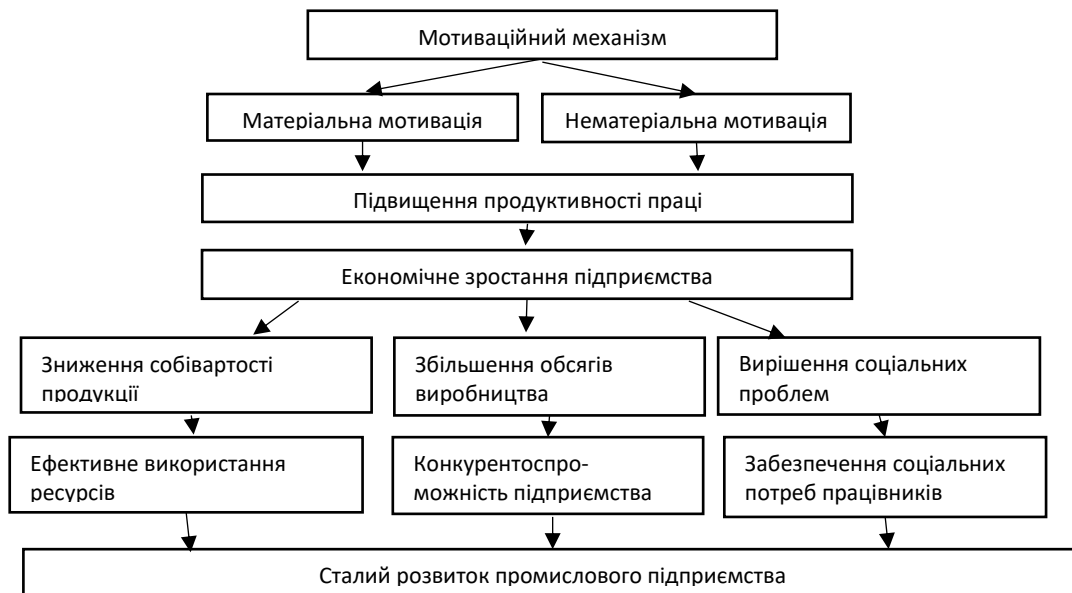 Мотиваційний механізм
Матеріальна мотивація
Нематеріальна мотивація
Підвищення продуктивності праці
Економічне зростання підприємства
Зниження собівартості
продукції
Збільшення обсягів
виробництва
Вирішення соціальних
проблем
Ефективне використання
ресурсів
Конкурентоспро-
можність підприємства
Забезпечення соціальних
потреб працівників
Сталий розвиток промислового підприємства